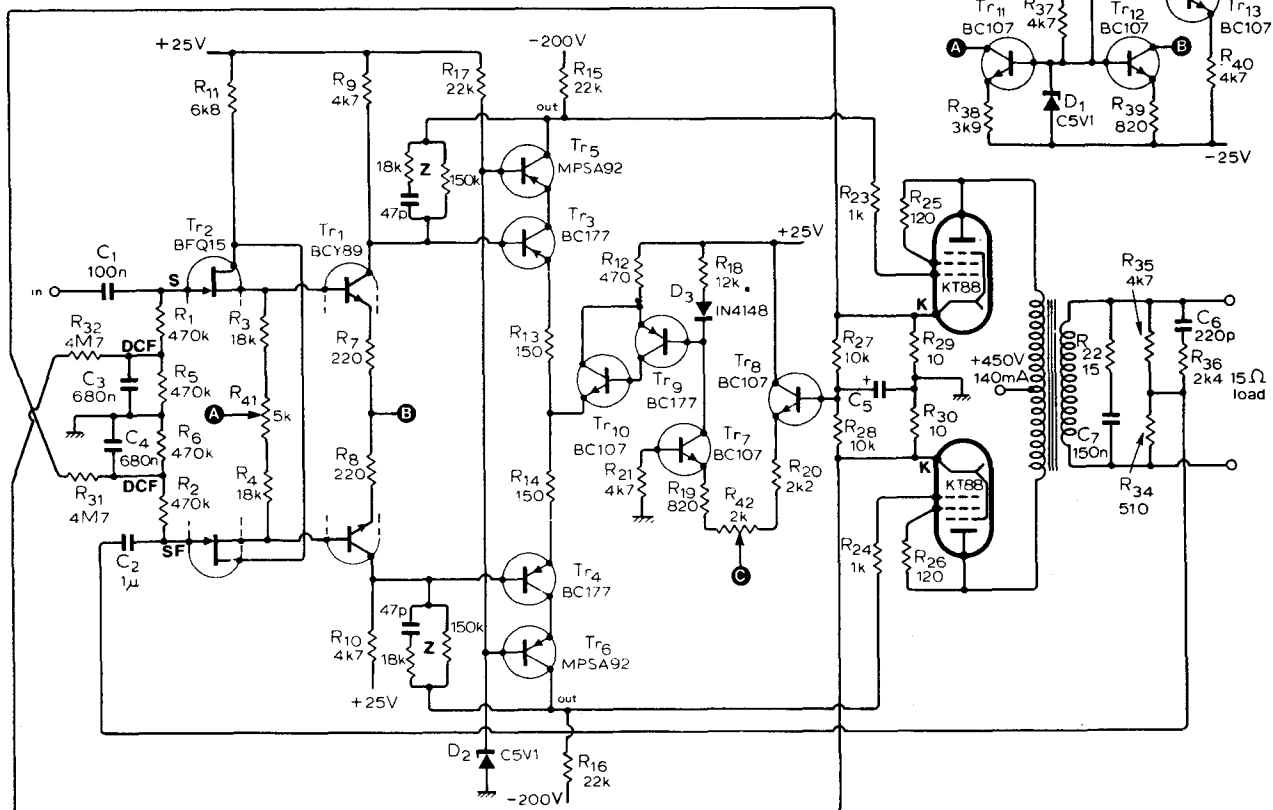 Tr11
BC107
R37
4k7
Tr12
BC107
Tr13
BC107
A
B
R40
4k7
R38
3k9
D1
C5V1
R39
820
-25V
+25V
-200V
R11
6k8
R9
4k7
R17
22k
R15
22k
out
Tr5
MPSA92
18k
Z
150k
47p
Tr3
BC177
Tr2
BFQ15
Tr1
BCY89
C1
100n
in
S
R1
470k
R3
18k
R32
4M7
DCF
C3
680n
R5
470k
R7
220
A
R41
5k
B
C4
680n
R6
470k
R8
220
R31
4M7
DCF
R2
470k
R4
18k
C2
1μ
SF
R13
150
R12
470
R18
12k
+25V
D3
IN4148
Tr9
BC177
Tr8
BC107
Tr10
BC107
R14
150
R21
4k7
Tr7
BC107
R19
820
R42
2k
R20
2k2
C
R23
1k
R25
120
KT88
K
R27
10k
R29
10
C5
+
R28
10k
R30
10
K
KT88
R24
1k
R26
120
+450V
140mA
R35
4k7
C6
220p
R22
15
R36
2k4
15Ω
load
C7
150n
R34
510
Tr4
BC177
47p
150k
Z
18k
Tr6
MPSA92
R10
4k7
+25V
out
D2
C5V1
R16
22k
-200V